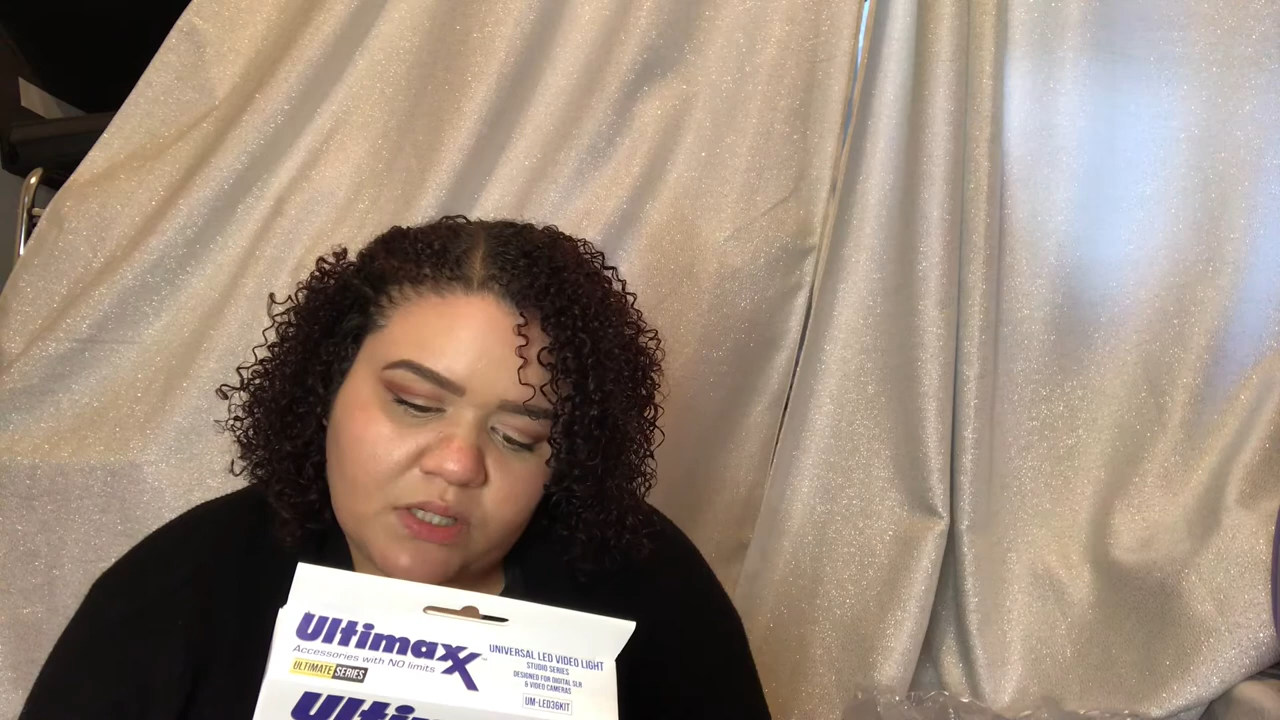 Ultimaxx™
Accessories with NO limits
ULTIMATE SERIES
UNIVERSAL LED VIDEO LIGHT
STUDIO SERIES
DESIGNED FOR DIGITAL SLR
& VIDEO CAMERAS
UM-LED36KIT